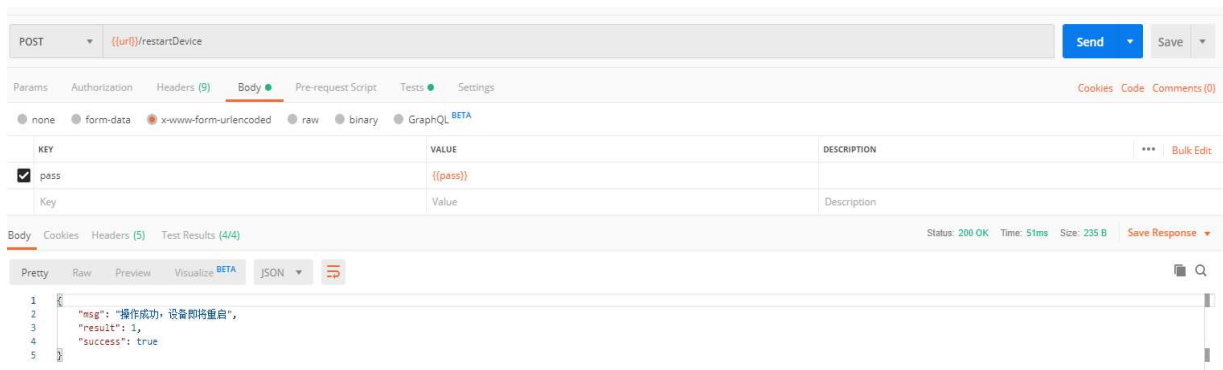 POST {{url}}/restartDevice Send Save
Params Authorization Headers (9) Body Pre-request Script Tests Settings Cookies Code Comments (0)
none form-data x-www-form-urlencoded raw binary GraphQL BETA
KEY VALUE DESCRIPTION ••• Bulk Edit
pass {{pass}}
Key Value Description
Body Cookies Headers (5) Test Results (4/4) Status: 200 OK Time: 51ms Size: 235 B Save Response
Pretty Raw Preview Visualize BETA JSON
1 {
2 "msg": "操作成功，设备即将重启",
3 "result": 1,
4 "success": true
5 }